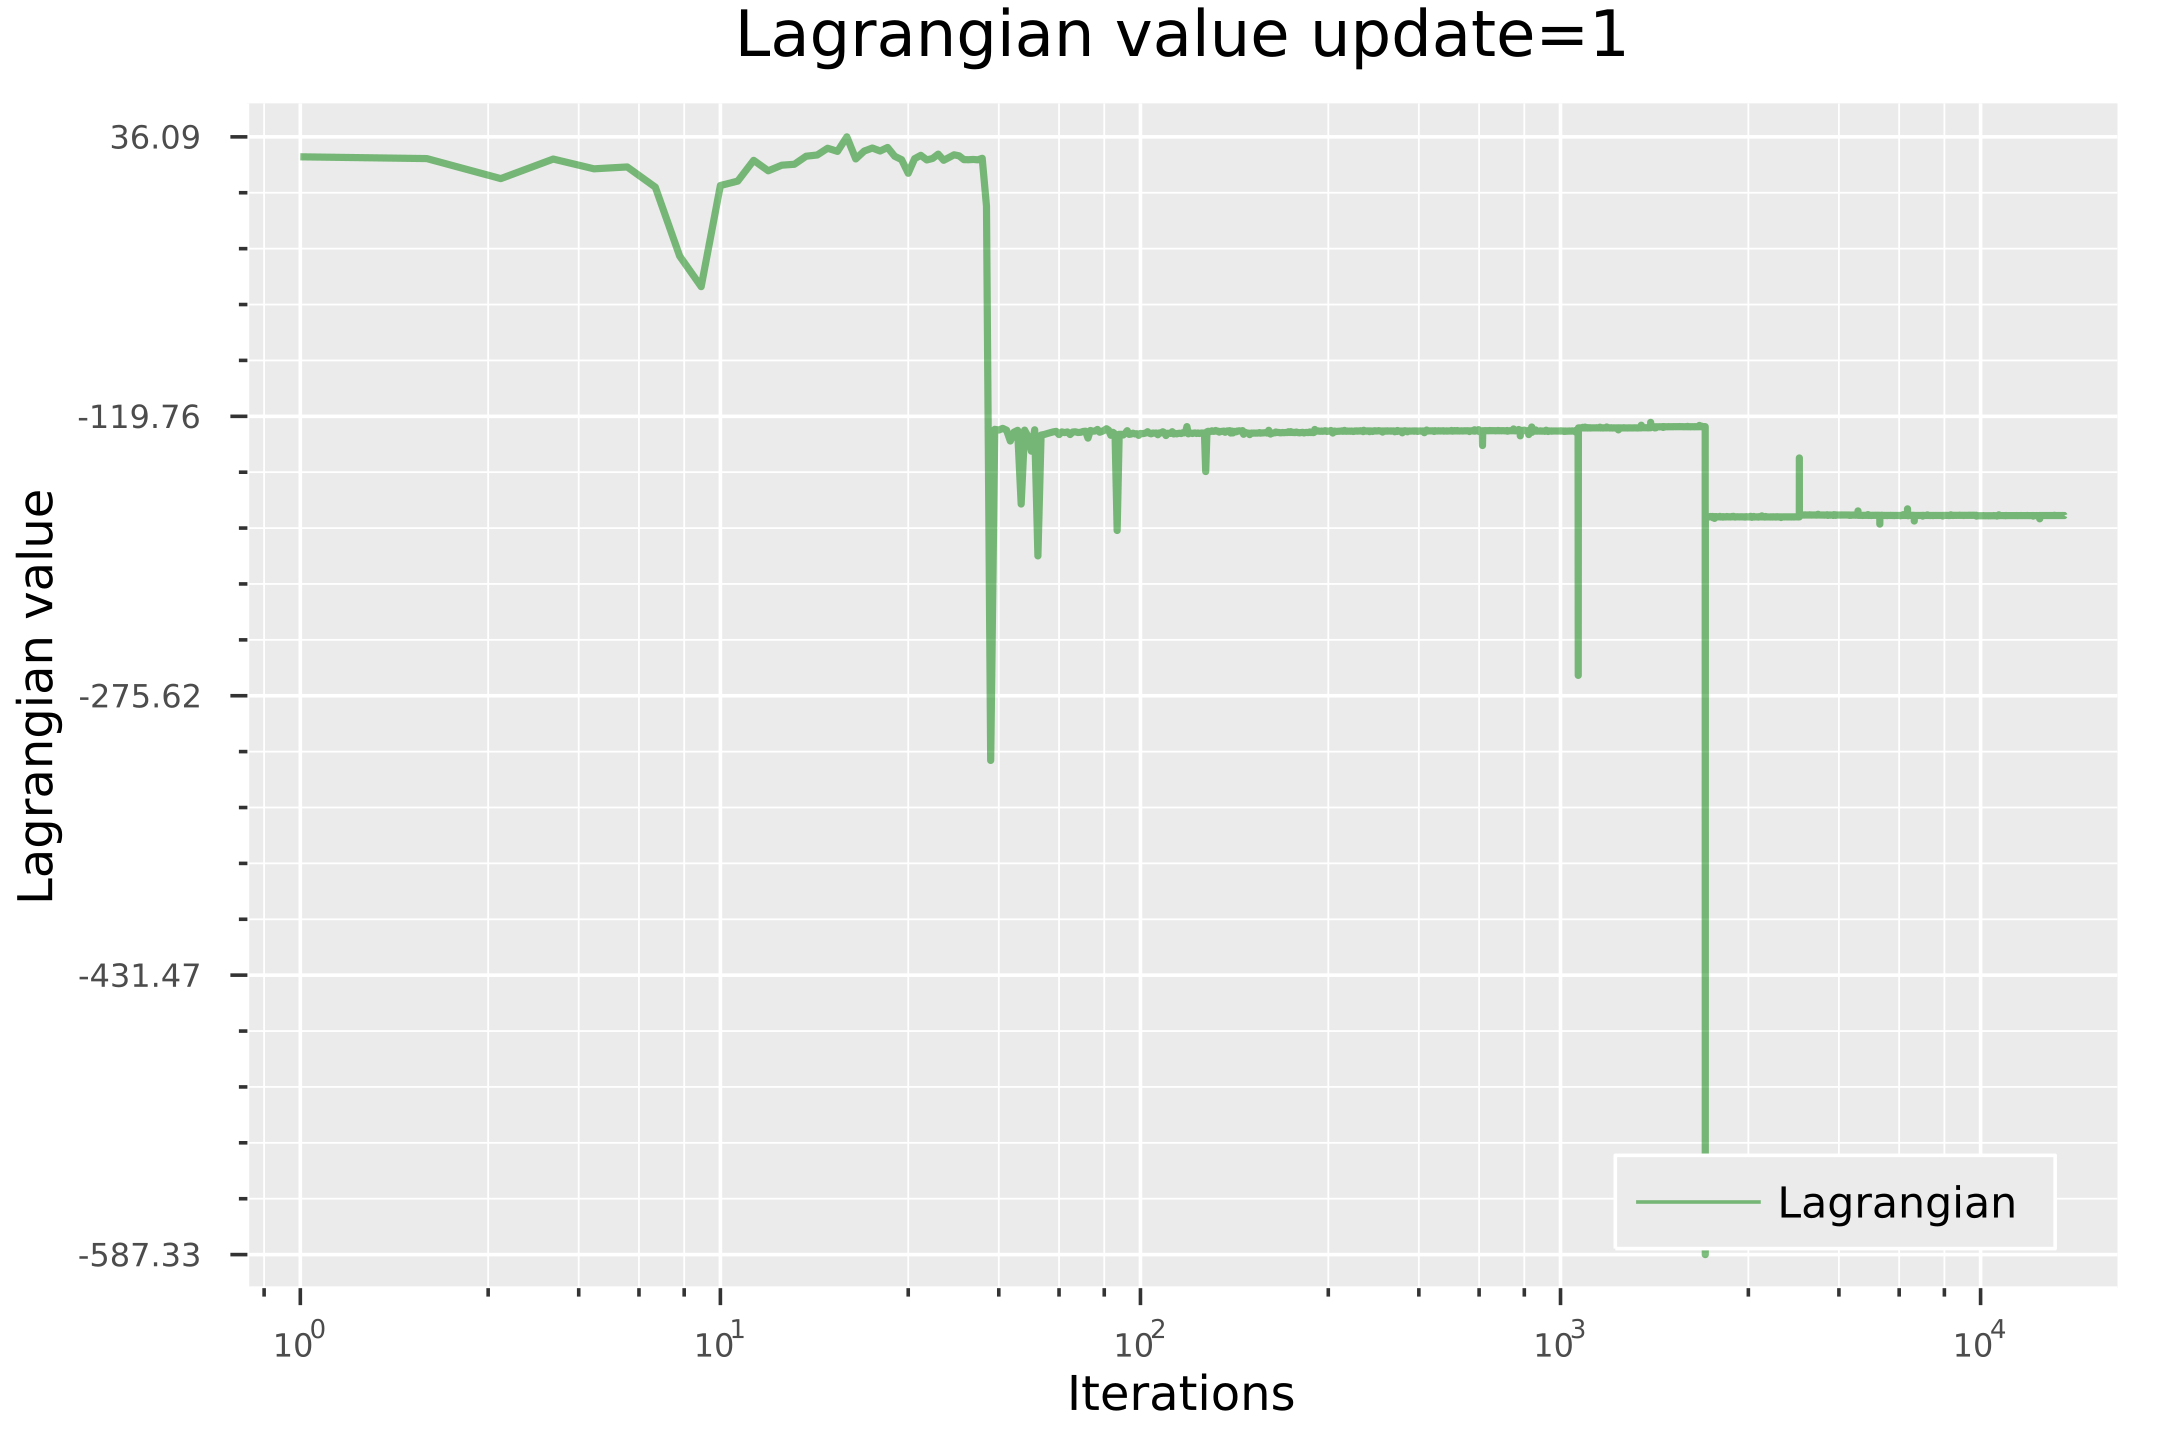 Lagrangian value update=1
36.09
-119.76
-275.62
-431.47
-587.33
Lagrangian value
Lagrangian
10^0 10^1 10^2 10^3 10^4
Iterations